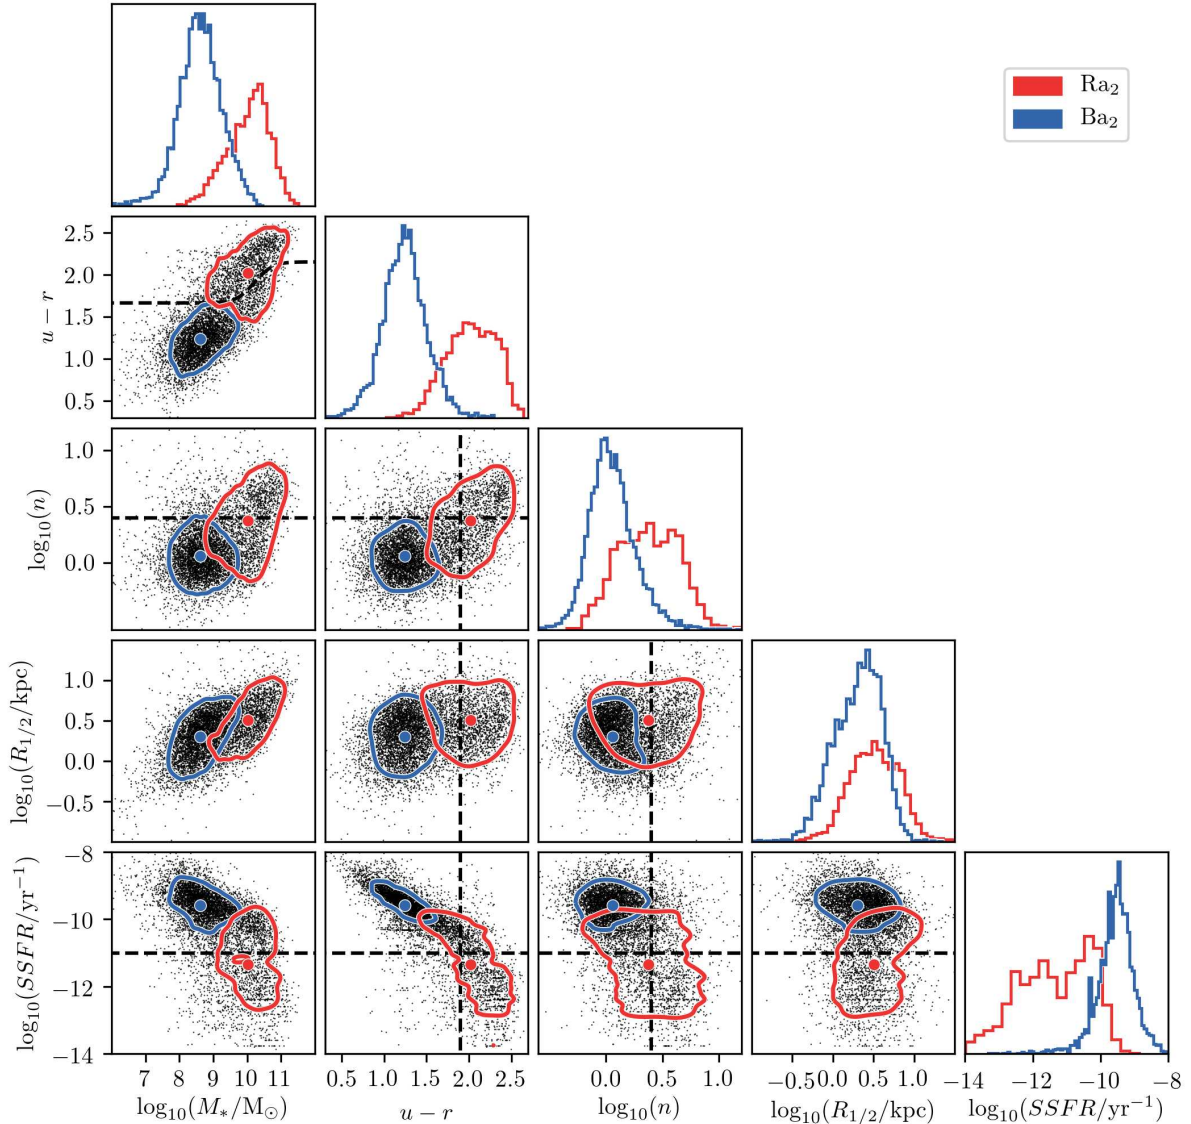 Ra₂
Ba₂
2.5
2.0
1.5
1.0
0.5
u − r
1.0
0.5
0.0
log₁₀(n)
1.0
0.5
0.0
−0.5
log₁₀(R₁/₂/kpc)
−8
−10
−12
−14
log₁₀(SSFR/yr⁻¹)
7 8 9 10 11
0.5 1.0 1.5 2.0 2.5
0.0 0.5 1.0
−0.5 0.0 0.5 1.0
−14 −12 −10 −8
log₁₀(M*/M☉)
u − r
log₁₀(n)
log₁₀(R₁/₂/kpc)
log₁₀(SSFR/yr⁻¹)